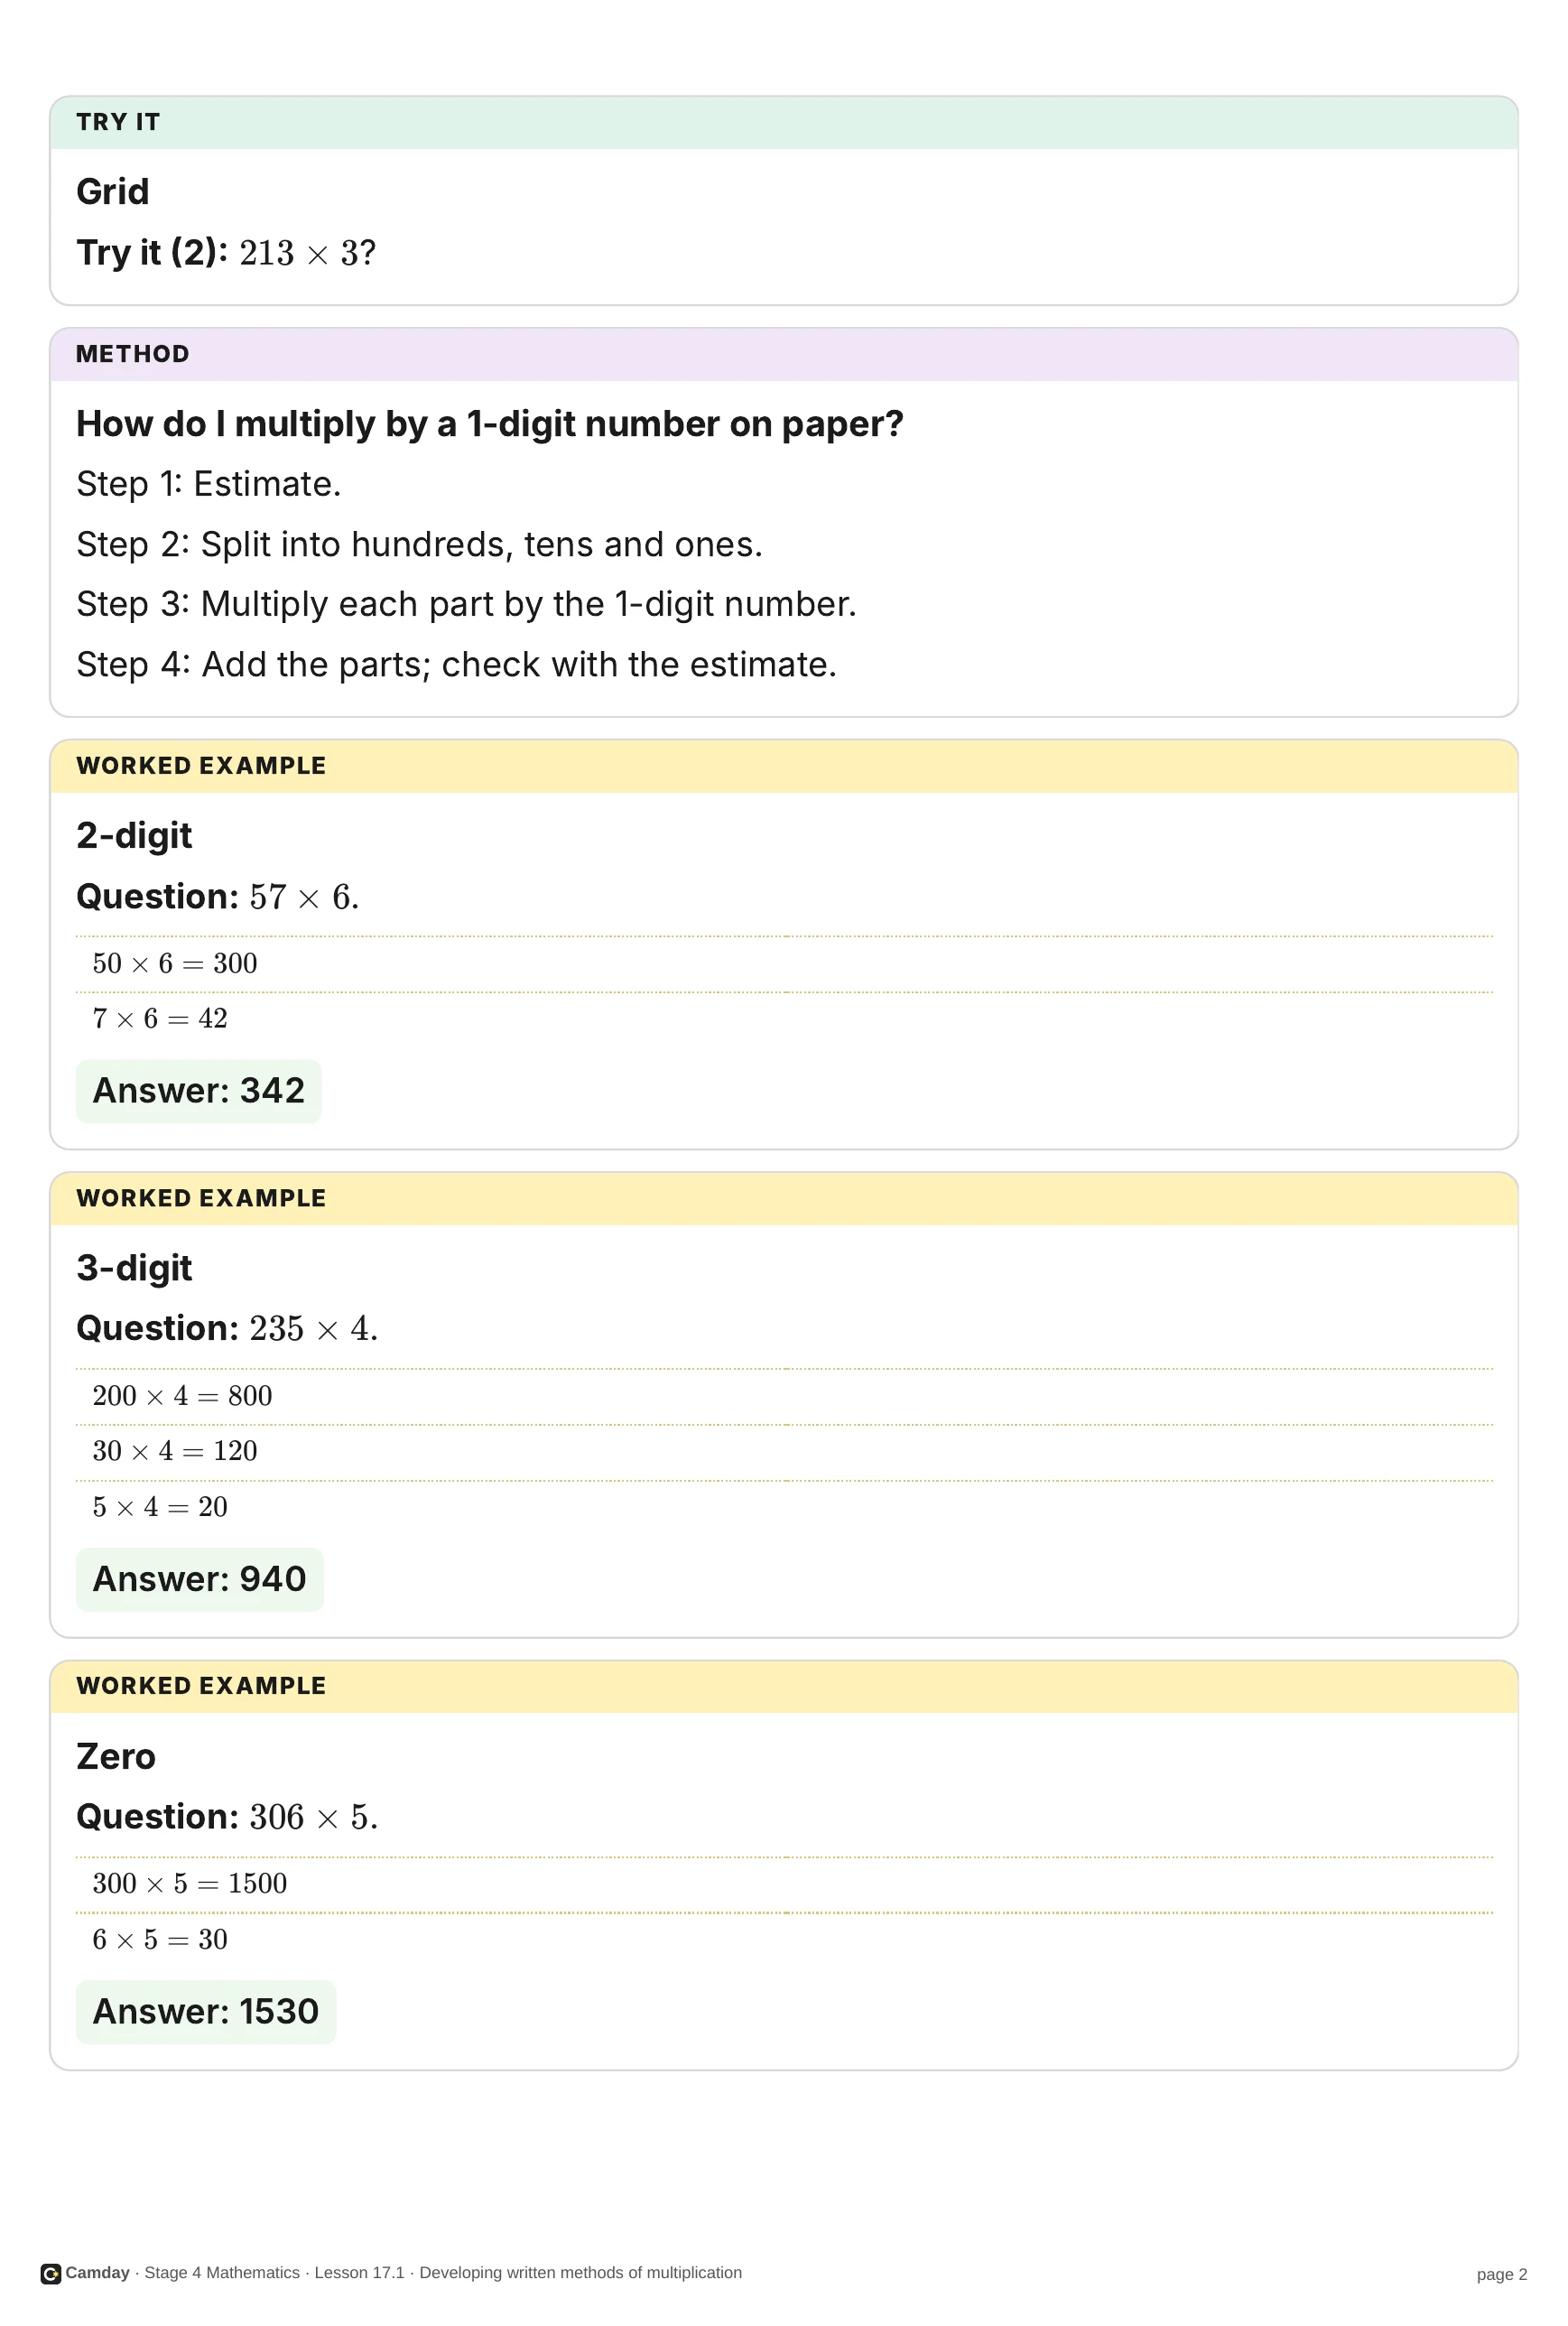 TRY IT
Grid
Try it (2): 213 × 3?
METHOD
How do I multiply by a 1-digit number on paper?
Step 1: Estimate.
Step 2: Split into hundreds, tens and ones.
Step 3: Multiply each part by the 1-digit number.
Step 4: Add the parts; check with the estimate.
WORKED EXAMPLE
2-digit
Question: 57 × 6.
50 × 6 = 300
7 × 6 = 42
Answer: 342
WORKED EXAMPLE
3-digit
Question: 235 × 4.
200 × 4 = 800
30 × 4 = 120
5 × 4 = 20
Answer: 940
WORKED EXAMPLE
Zero
Question: 306 × 5.
300 × 5 = 1500
6 × 5 = 30
Answer: 1530
Camday · Stage 4 Mathematics · Lesson 17.1 · Developing written methods of multiplication
page 2